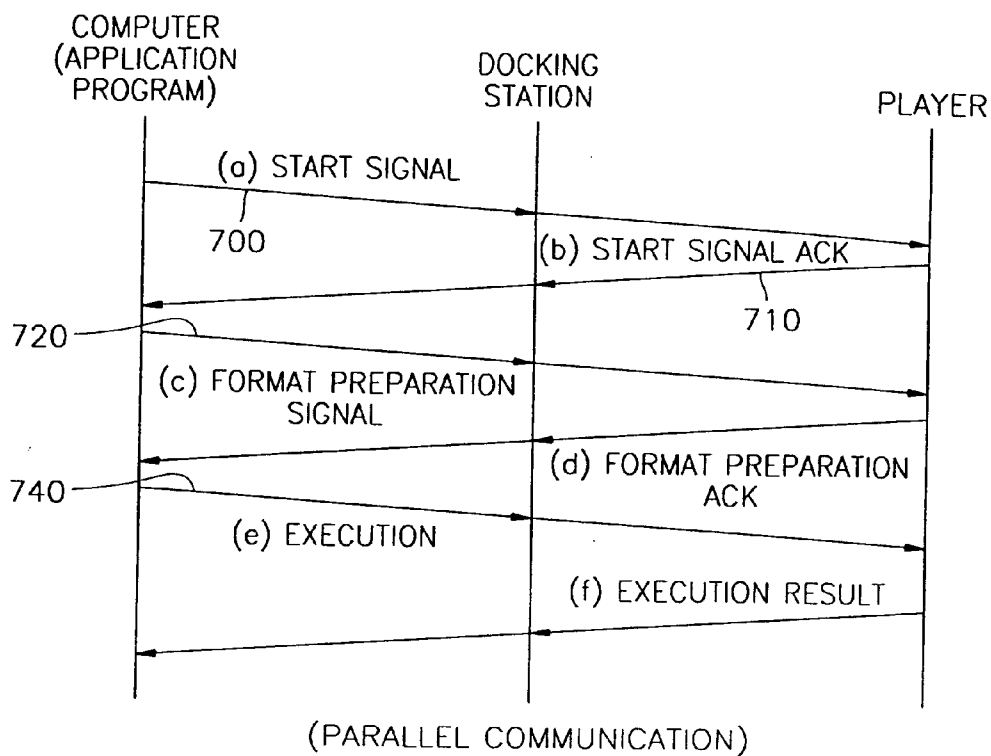 COMPUTER
(APPLICATION
PROGRAM)
DOCKING
STATION
PLAYER
(a) START SIGNAL
700
(b) START SIGNAL ACK
710
720
(c) FORMAT PREPARATION
SIGNAL
(d) FORMAT PREPARATION
ACK
740
(e) EXECUTION
(f) EXECUTION RESULT
(PARALLEL COMMUNICATION)